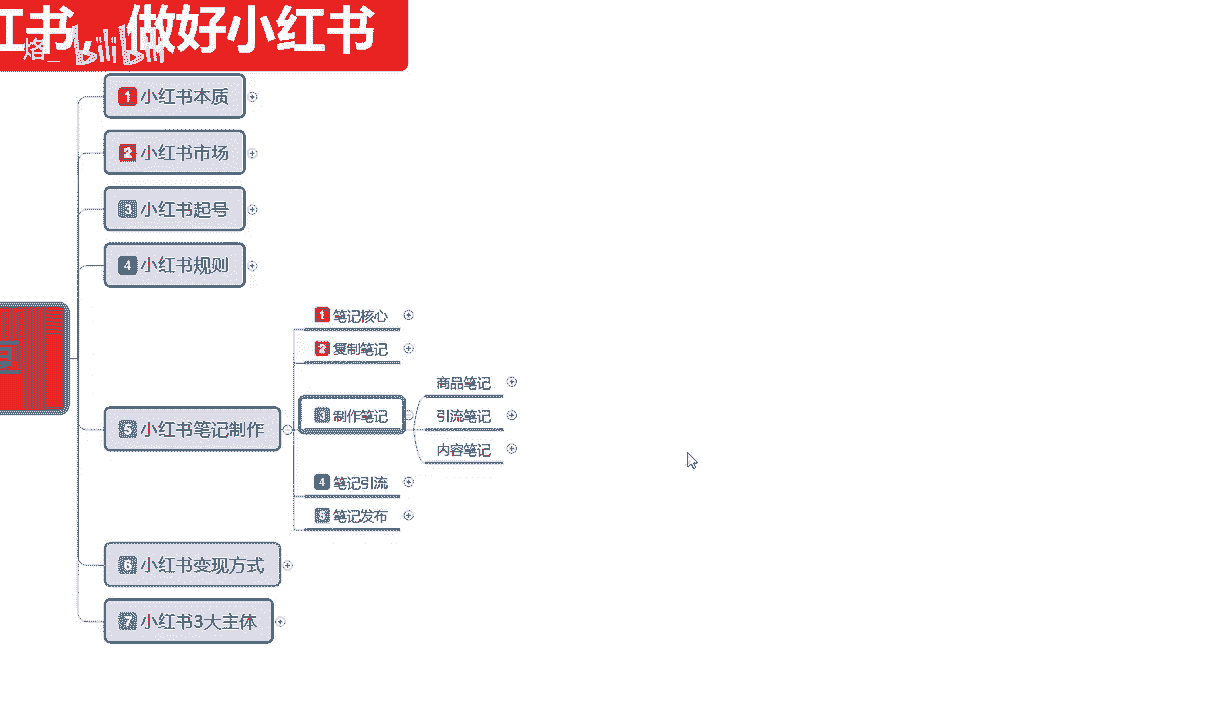 红书 做好小红书
烙_ bilibili
1 小红书本质
2 小红书市场
3 小红书起号
4 小红书规则
5 小红书笔记制作
1 笔记核心
2 复制笔记
3 制作笔记
商品笔记
引流笔记
内容笔记
4 笔记引流
5 笔记发布
6 小红书变现方式
7 小红书3大主体